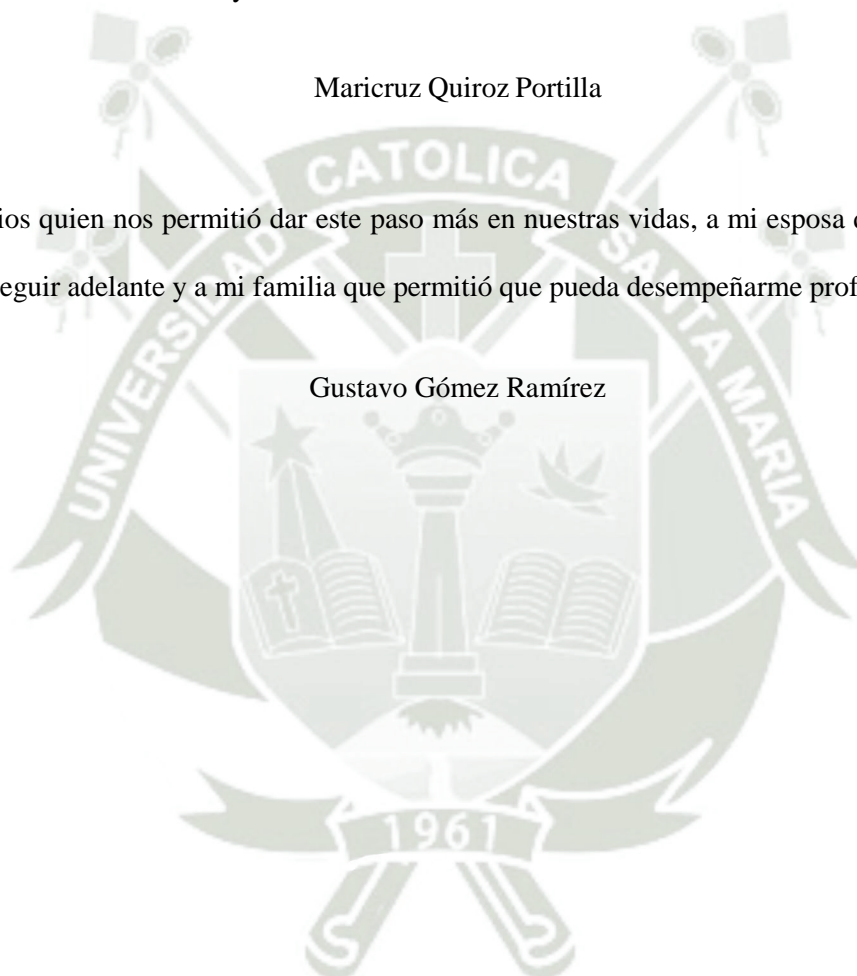 Maricruz Quiroz Portilla
ios quien nos permitió dar este paso más en nuestras vidas, a mi esposa
eguir adelante y a mi familia que permitió que pueda desempeñarme prof
Gustavo Gómez Ramírez
UNIVERSIDAD CATOLICA SANTA MARIA
1961